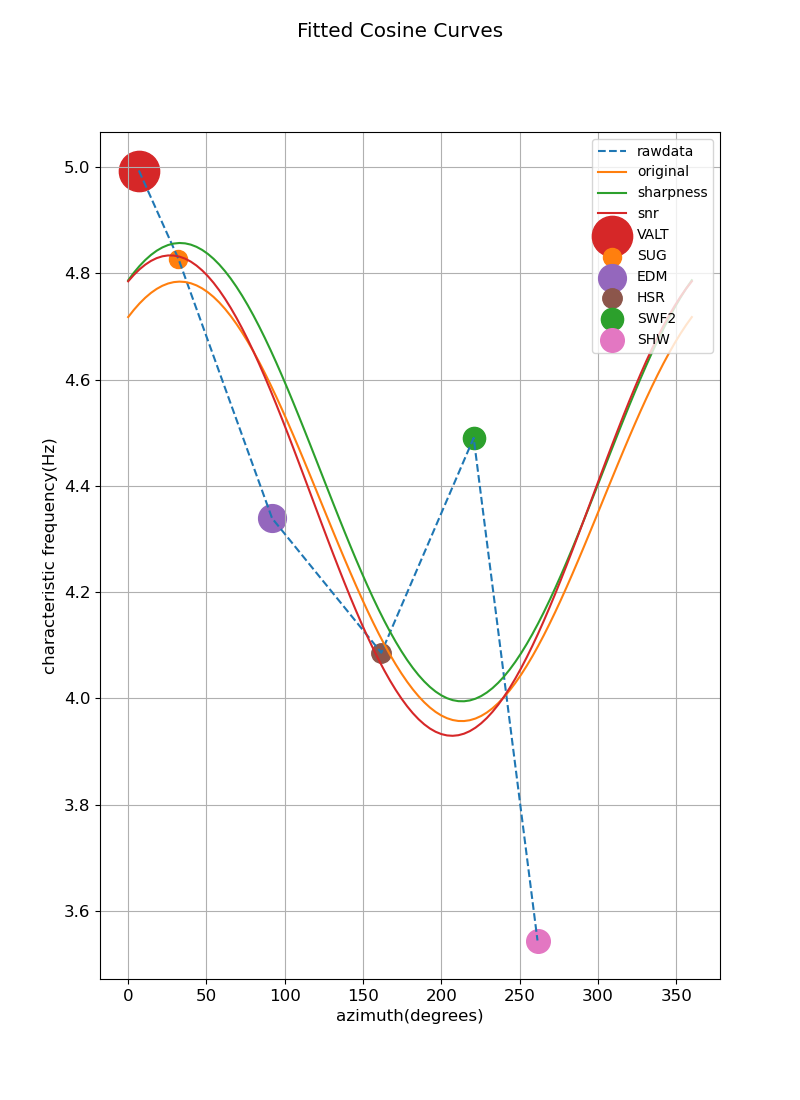 Fitted Cosine Curves
rawdata
original
sharpness
snr
VALT
SUG
EDM
HSR
SWF2
SHW
5.0
4.8
4.6
4.4
4.2
4.0
3.8
3.6
characteristic frequency(Hz)
0 50 100 150 200 250 300 350
azimuth(degrees)